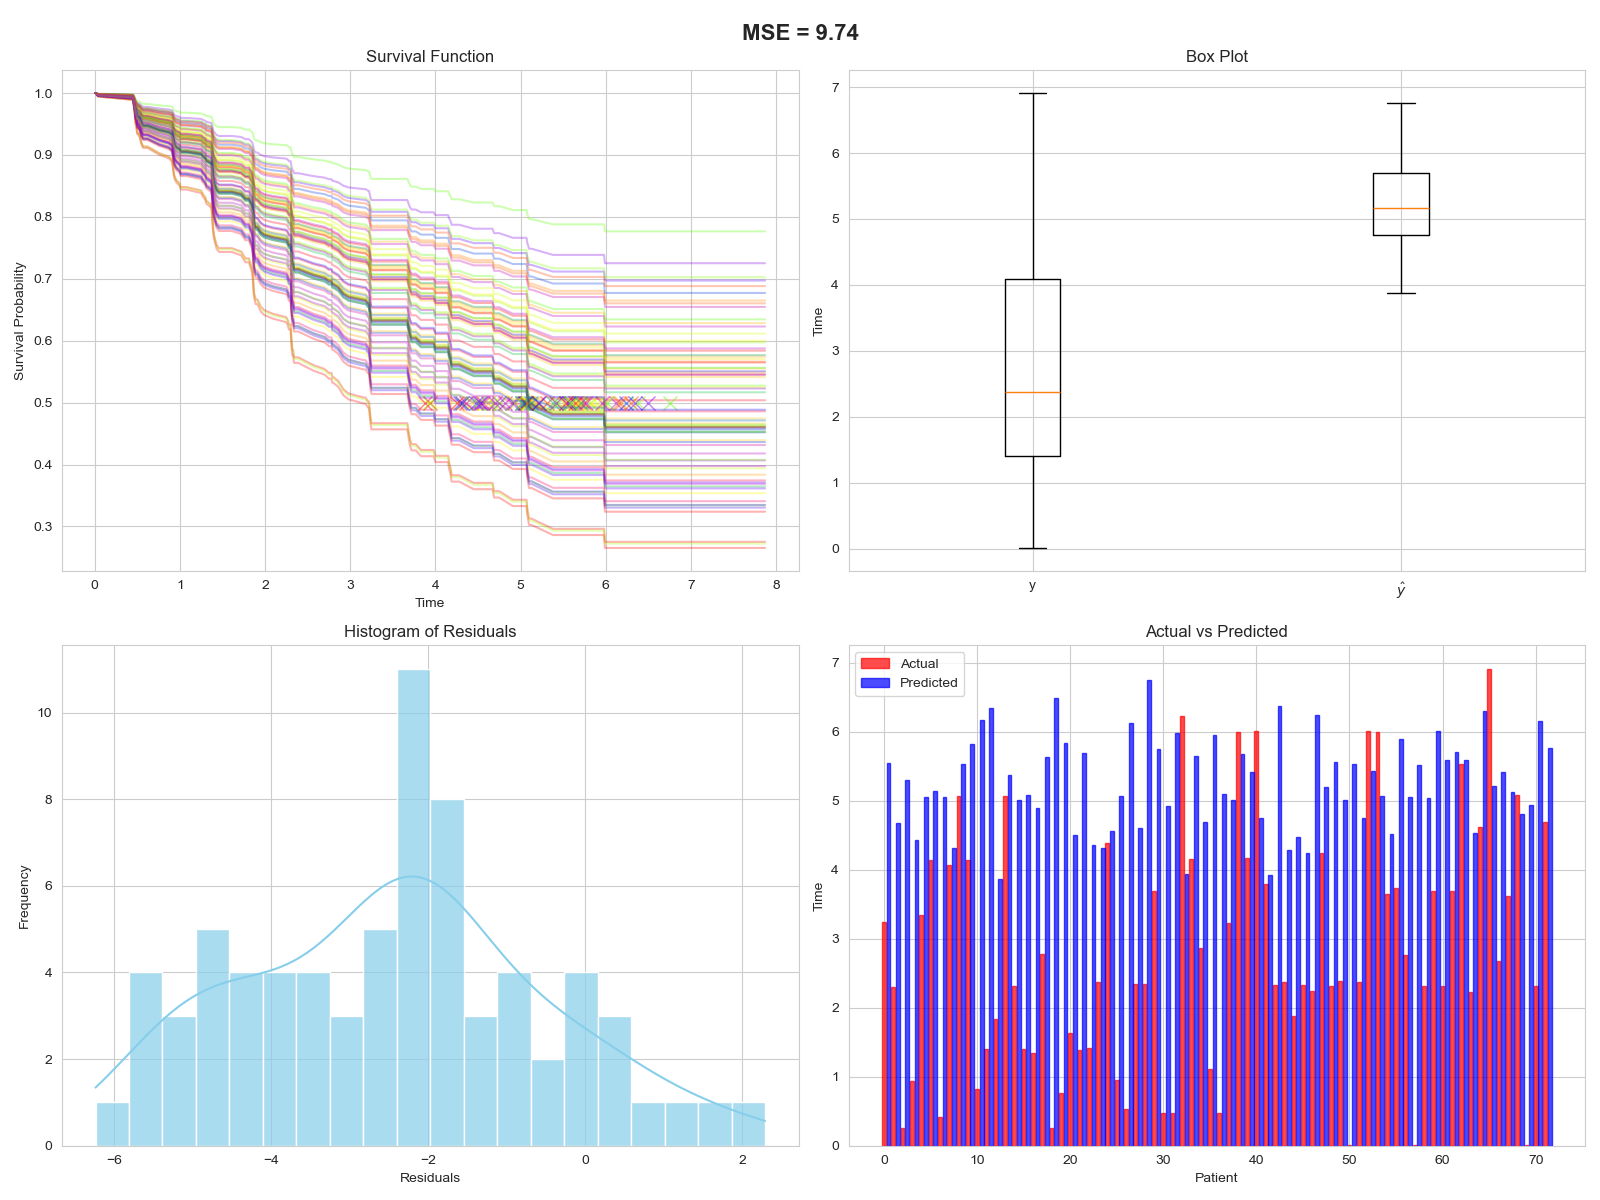 MSE = 9.74
Survival Function
Survival Probability
1.0
0.9
0.8
0.7
0.6
0.5
0.4
0.3
0 1 2 3 4 5 6 7 8
Time
Box Plot
Time
7
6
5
4
3
2
1
0
y ŷ
Histogram of Residuals
Frequency
10
8
6
4
2
0
−6 −4 −2 0 2
Residuals
Actual vs Predicted
Actual
Predicted
Time
7
6
5
4
3
2
1
0
0 10 20 30 40 50 60 70
Patient